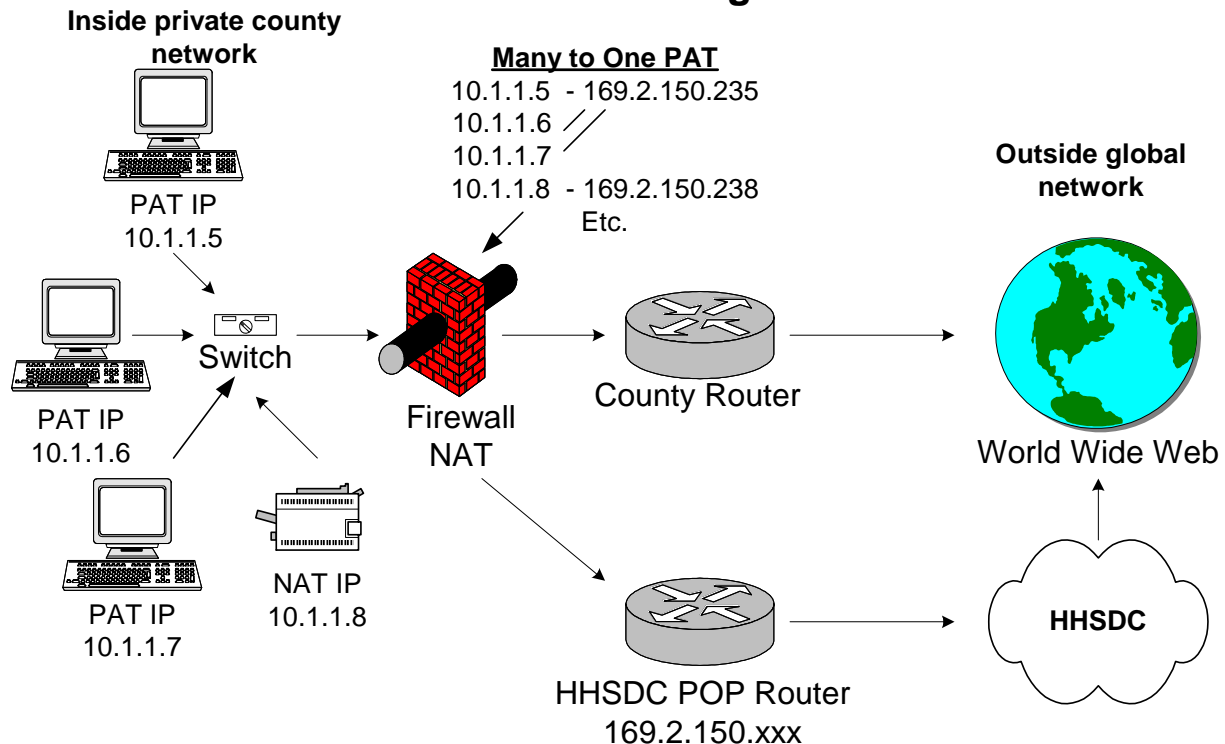 Inside private county
network
Many to One PAT
10.1.1.5 - 169.2.150.235
10.1.1.6
10.1.1.7
10.1.1.8 - 169.2.150.238
Etc.
Outside global
network
PAT IP
10.1.1.5
Switch
PAT IP
10.1.1.6
Firewall
NAT
County Router
World Wide Web
PAT IP
10.1.1.7
NAT IP
10.1.1.8
HHSDC
HHSDC POP Router
169.2.150.xxx